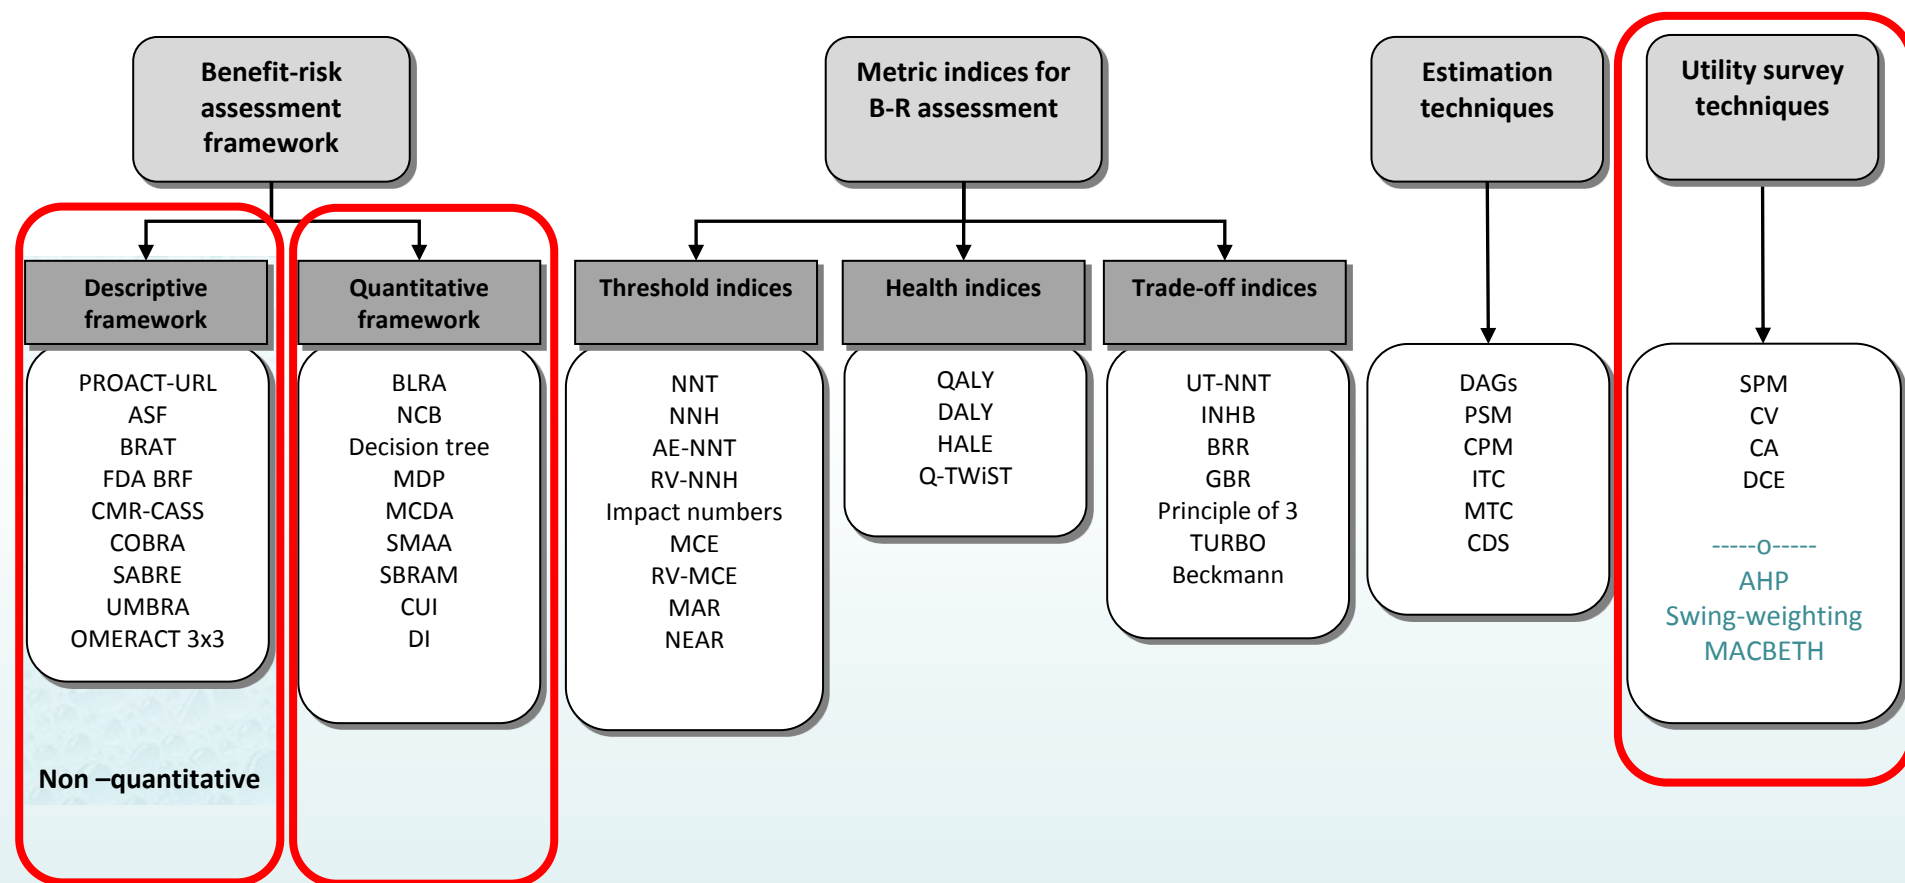 Benefit-risk
assessment
framework
Metric indices for
B-R assessment
Estimation
techniques
Utility survey
techniques
Descriptive
framework
Quantitative
framework
Threshold indices
Health indices
Trade-off indices
PROACT-URL
ASF
BRAT
FDA BRF
CMR-CASS
COBRA
SABRE
UMBRA
OMERACT 3x3
BLRA
NCB
Decision tree
MDP
MCDA
SMAA
SBRAM
CUI
DI
NNT
NNH
AE-NNT
RV-NNH
Impact numbers
MCE
RV-MCE
MAR
NEAR
QALY
DALY
HALE
Q-TWiST
UT-NNT
INHB
BRR
GBR
Principle of 3
TURBO
Beckmann
DAGs
PSM
CPM
ITC
MTC
CDS
SPM
CV
CA
DCE
-----o-----
AHP
Swing-weighting
MACBETH
Non –quantitative